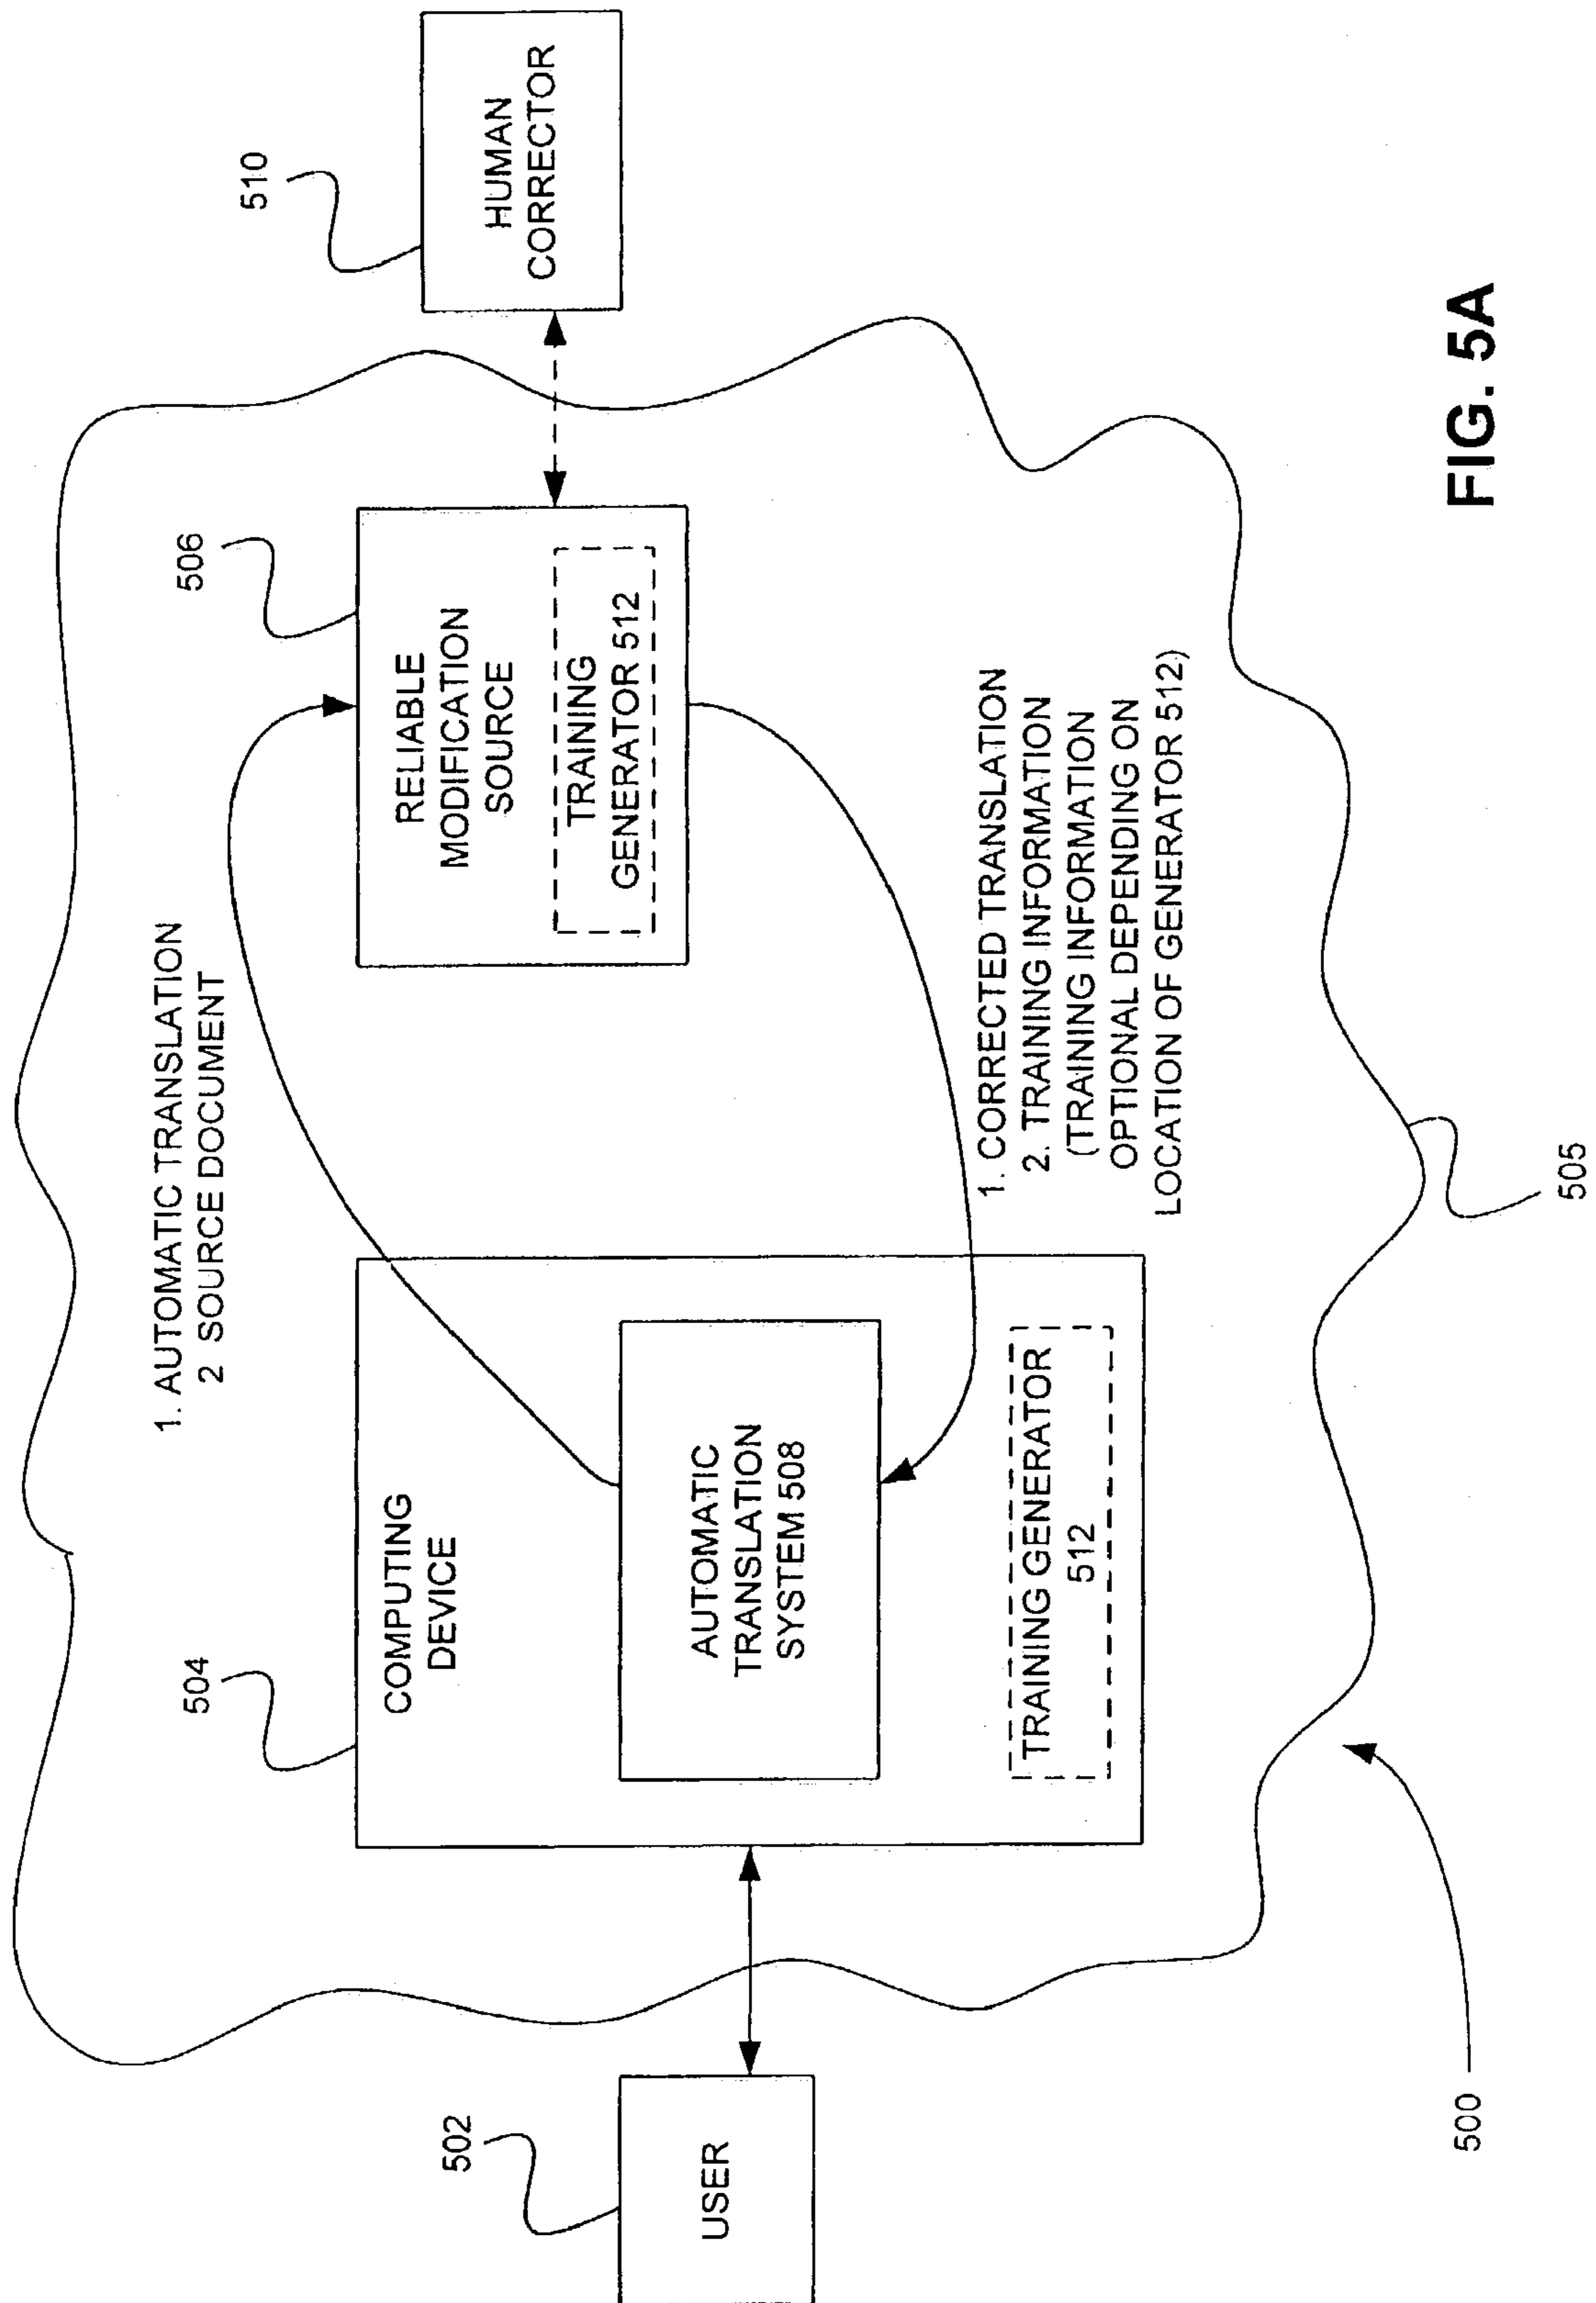 1. AUTOMATIC TRANSLATION
2 SOURCE DOCUMENT
510
HUMAN
CORRECTOR
506
RELIABLE
MODIFICATION
SOURCE
TRAINING
GENERATOR 512
504
COMPUTING
DEVICE
AUTOMATIC
TRANSLATION
SYSTEM 508
TRAINING GENERATOR
512
502
USER
1. CORRECTED TRANSLATION
2. TRAINING INFORMATION
(TRAINING INFORMATION
OPTIONAL DEPENDING ON
LOCATION OF GENERATOR 512)
505
500
FIG. 5A